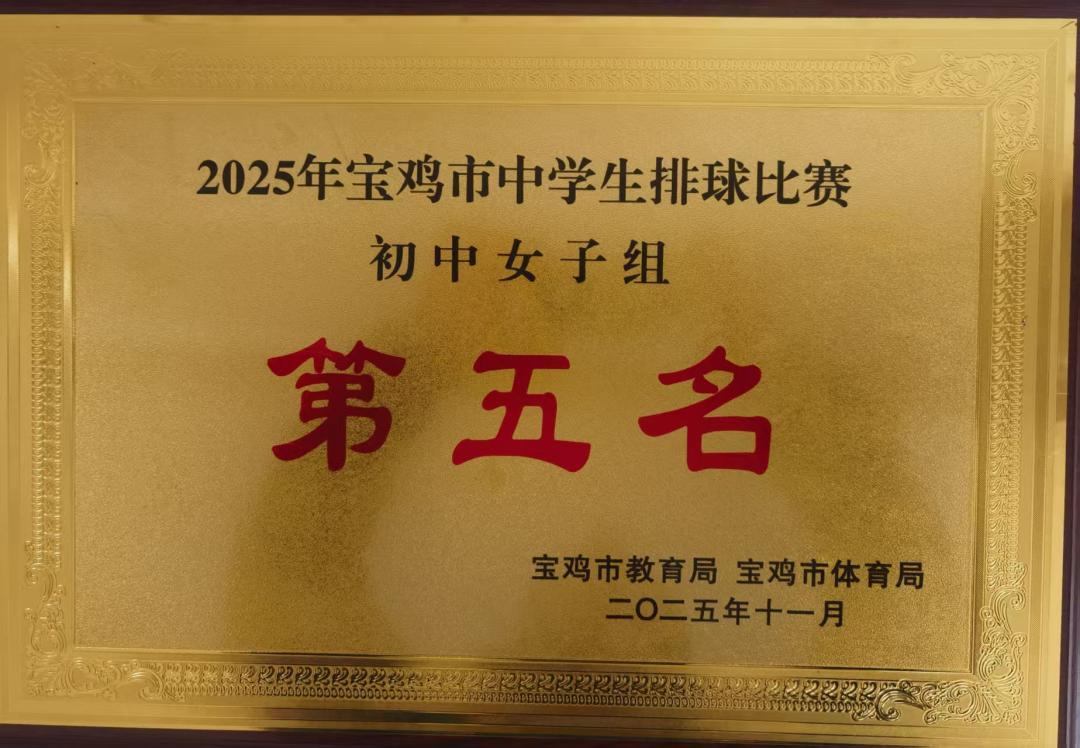 2025年宝鸡市中学生排球比赛
初中女子组
第五名
宝鸡市教育局 宝鸡市体育局
二〇二五年十一月